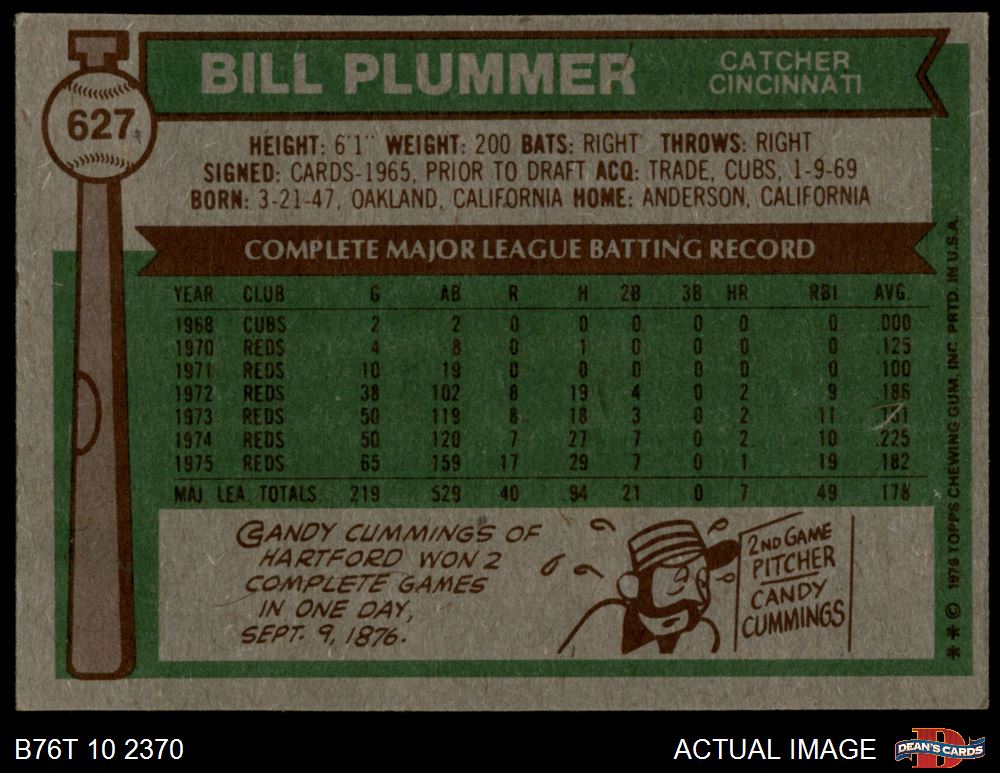 627
BILL PLUMMER
CATCHER
CINCINNATI
HEIGHT: 6'1" WEIGHT: 200 BATS: RIGHT THROWS: RIGHT
SIGNED: CARDS-1965, PRIOR TO DRAFT ACQ: TRADE, CUBS, 1-9-69
BORN: 3-21-47, OAKLAND, CALIFORNIA HOME: ANDERSON, CALIFORNIA
COMPLETE MAJOR LEAGUE BATTING RECORD
YEAR CLUB G AB R H 2B 3B HR RBI AVG.
1968 CUBS 2 2 0 0 0 0 0 0 .000
1970 REDS 4 8 0 1 0 0 0 0 .125
1971 REDS 10 19 0 0 0 0 0 0 .100
1972 REDS 38 102 8 19 4 0 2 9 .186
1973 REDS 50 119 8 18 3 0 2 11 .151
1974 REDS 50 120 7 27 7 0 2 10 .225
1975 REDS 65 159 17 29 7 0 1 19 .182
MAJ. LEA. TOTALS 219 529 40 94 21 0 7 49 .178
CANDY CUMMINGS OF
HARTFORD WON 2
COMPLETE GAMES
IN ONE DAY,
SEPT. 9, 1876.
2ND GAME
PITCHER
CANDY
CUMMINGS
**© 1976 TOPPS CHEWING GUM, INC. PRTD. IN U.S.A.
B76T 10 2370
ACTUAL IMAGE
D
DEAN'S CARDS